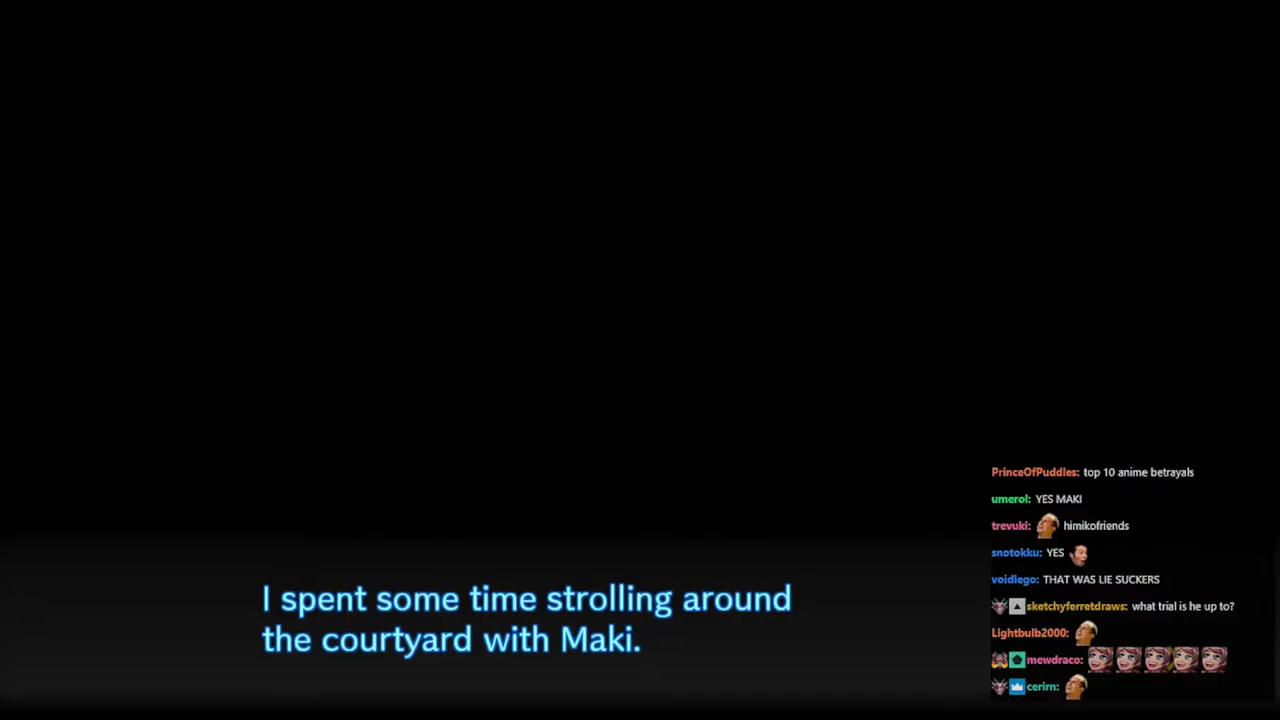 PrinceOfPuddles: top 10 anime betrayals
umerol: YES MAKI
trevuki: himikofriends
snotokku: YES
voidlego: THAT WAS LIE SUCKERS
sketchyferretdraws: what trial is he up to?
Lightbulb2000:
mewdraco:
cerirn:
I spent some time strolling around
the courtyard with Maki.